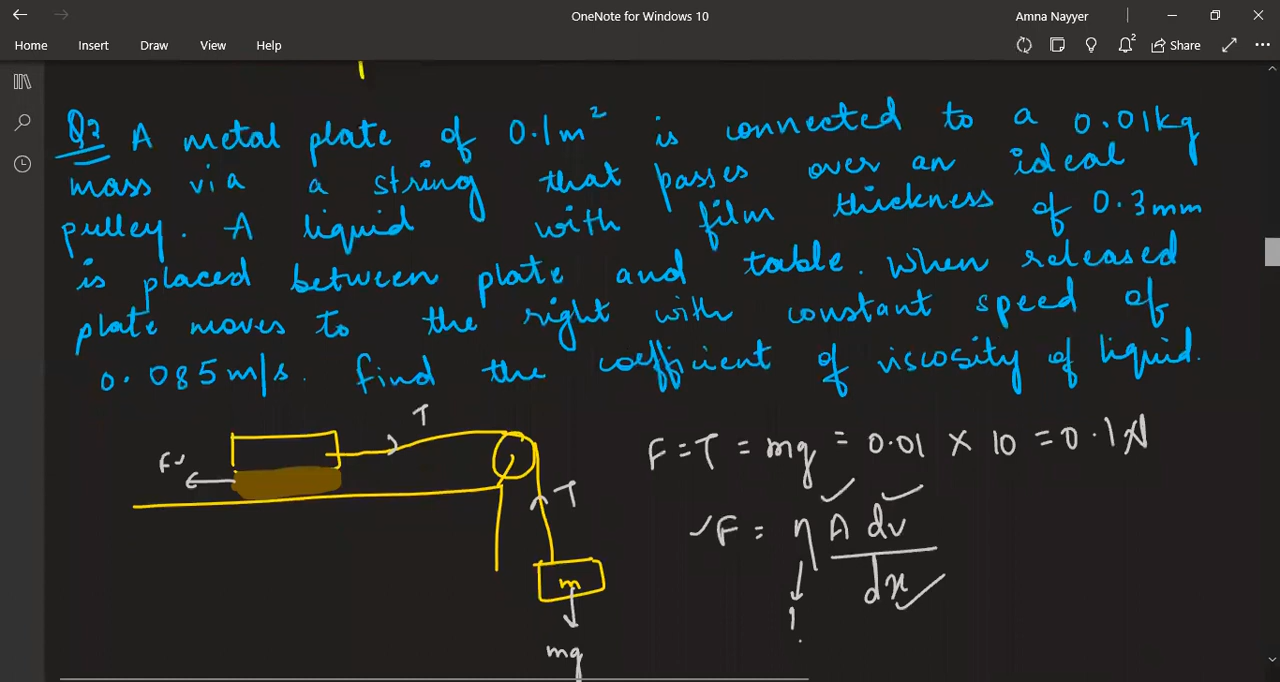 OneNote for Windows 10
Amna Nayyer
Home Insert Draw View Help
2 Share
Q2 A metal plate of 0.1m² is connected to a 0.01kg
mass via a string that passes over an ideal
pulley. A liquid with film thickness of 0.3mm
is placed between plate and table. When released
plate moves to the right with constant speed of
0.085m/s. find the coefficient of viscosity of liquid.
T
F = T = mg = 0.01 × 10 = 0.1N
F
T
F = η A dv
dx
?
m
mg